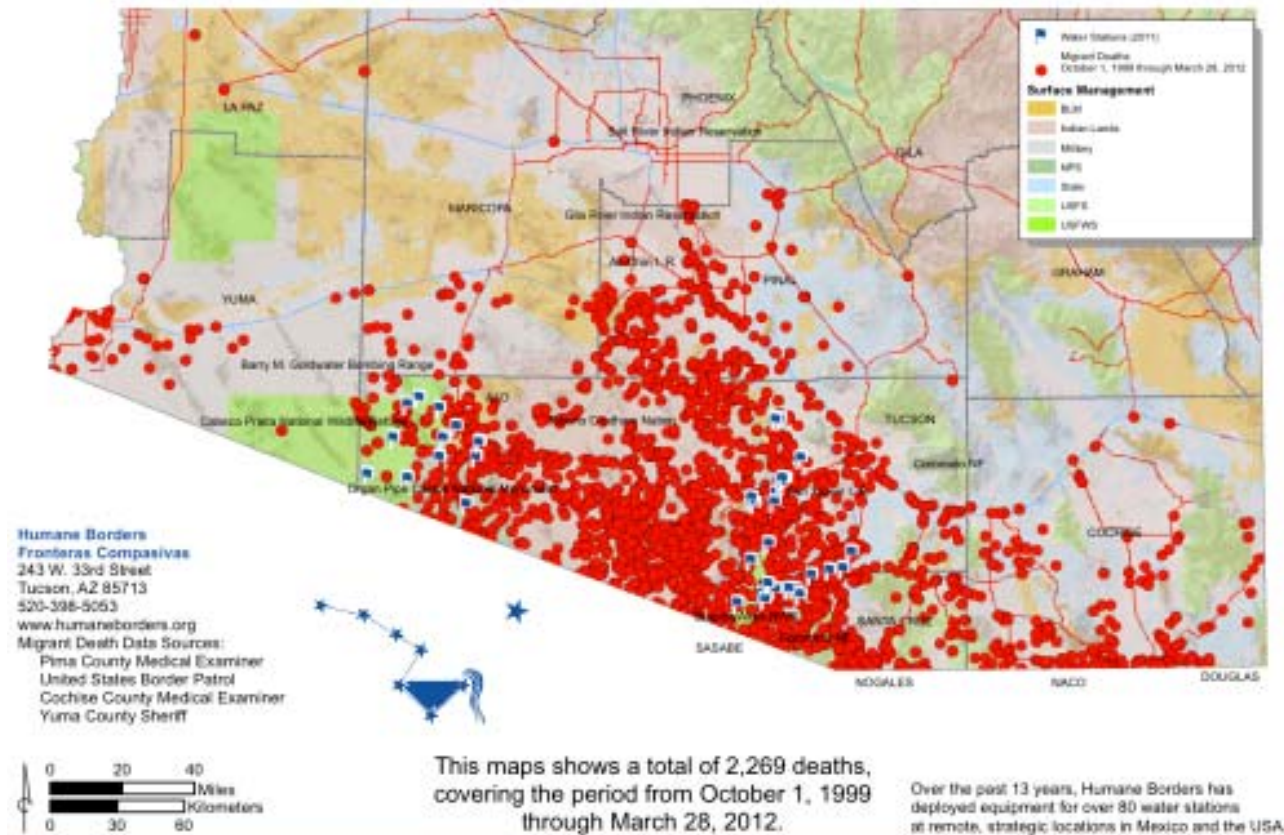 Water Stations (2011)
Migrant Deaths
October 1, 1999 through March 28, 2012
Surface Management
BLM
Indian Lands
Military
NPS
State
USFS
USFWS
LA PAZ
PHOENIX
Salt River Indian Reservation
GILA
MARICOPA
Gila River Indian Reservation
PINAL
GRAHAM
YUMA
Barry M. Goldwater Bombing Range
TUCSON
COCHISE
SASABE
NOGALES
NACO
DOUGLAS
Humane Borders
Fronteras Compasivas
243 W. 33rd Street
Tucson, AZ 85713
520-398-5053
www.humaneborders.org
Migrant Death Data Sources:
Pima County Medical Examiner
United States Border Patrol
Cochise County Medical Examiner
Yuma County Sheriff
0 20 40
Miles
Kilometers
0 30 60
This maps shows a total of 2,269 deaths,
covering the period from October 1, 1999
through March 28, 2012.
Over the past 13 years, Humane Borders has
deployed equipment for over 80 water stations
at remote, strategic locations in Mexico and the USA